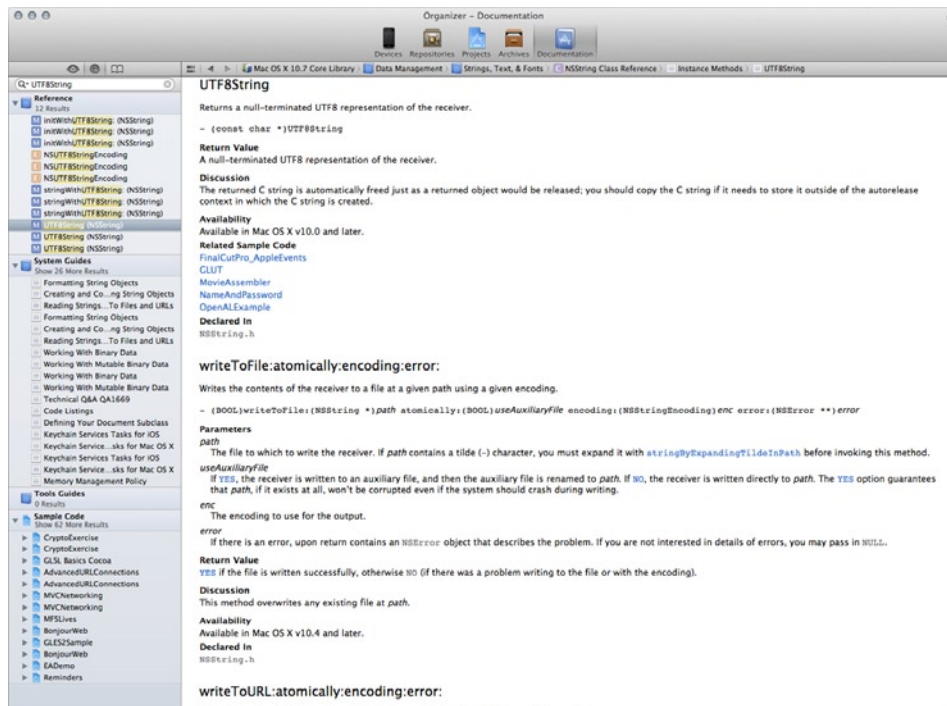 Organizer - Documentation
Devices Repositories Projects Archives Documentation
Mac OS X 10.7 Core Library Data Management Strings, Text, & Fonts NSString Class Reference Instance Methods UTF8String
UTF8String
Reference
12 Results
initWithUTF8String: (NSString)
initWithUTF8String: (NSString)
initWithUTF8String: (NSString)
NSUTF8StringEncoding
NSUTF8StringEncoding
NSUTF8StringEncoding
stringWithUTF8String: (NSString)
stringWithUTF8String: (NSString)
stringWithUTF8String: (NSString)
UTF8String (NSString)
UTF8String (NSString)
UTF8String (NSString)
System Guides
Show 26 More Results
Formatting String Objects
Creating and Co...ng String Objects
Reading Strings...To Files and URLs
Formatting String Objects
Creating and Co...ng String Objects
Reading Strings...To Files and URLs
Working With Binary Data
Working With Mutable Binary Data
Working With Binary Data
Working With Mutable Binary Data
Technical Q&A QA1669
Code Listings
Defining Your Document Subclass
Keychain Services Tasks for iOS
Keychain Service...sks for Mac OS X
Keychain Services Tasks for iOS
Keychain Service...sks for Mac OS X
Memory Management Policy
Tools Guides
0 Results
Sample Code
Show 62 More Results
CryptoExercise
CryptoExercise
GLSL Basics Cocoa
AdvancedURLConnections
AdvancedURLConnections
MVCNetworking
MVCNetworking
MFSLives
BonjourWeb
GLES2Sample
BonjourWeb
EADemo
Reminders
UTF8String
Returns a null-terminated UTF8 representation of the receiver.
- (const char *)UTF8String
Return Value
A null-terminated UTF8 representation of the receiver.
Discussion
The returned C string is automatically freed just as a returned object would be released; you should copy the C string if it needs to store it outside of the autorelease
context in which the C string is created.
Availability
Available in Mac OS X v10.0 and later.
Related Sample Code
FinalCutPro_AppleEvents
GLUT
MovieAssembler
NameAndPassword
OpenALExample
Declared In
NSString.h
writeToFile:atomically:encoding:error:
Writes the contents of the receiver to a file at a given path using a given encoding.
- (BOOL)writeToFile:(NSString *)path atomically:(BOOL)useAuxiliaryFile encoding:(NSStringEncoding)enc error:(NSError **)error
Parameters
path
The file to which to write the receiver. If path contains a tilde (~) character, you must expand it with stringByExpandingTildeInPath before invoking this method.
useAuxiliaryFile
If YES, the receiver is written to an auxiliary file, and then the auxiliary file is renamed to path. If NO, the receiver is written directly to path. The YES option guarantees
that path, if it exists at all, won't be corrupted even if the system should crash during writing.
enc
The encoding to use for the output.
error
If there is an error, upon return contains an NSError object that describes the problem. If you are not interested in details of errors, you may pass in NULL.
Return Value
YES if the file is written successfully, otherwise NO (if there was a problem writing to the file or with the encoding).
Discussion
This method overwrites any existing file at path.
Availability
Available in Mac OS X v10.4 and later.
Declared In
NSString.h
writeToURL:atomically:encoding:error: